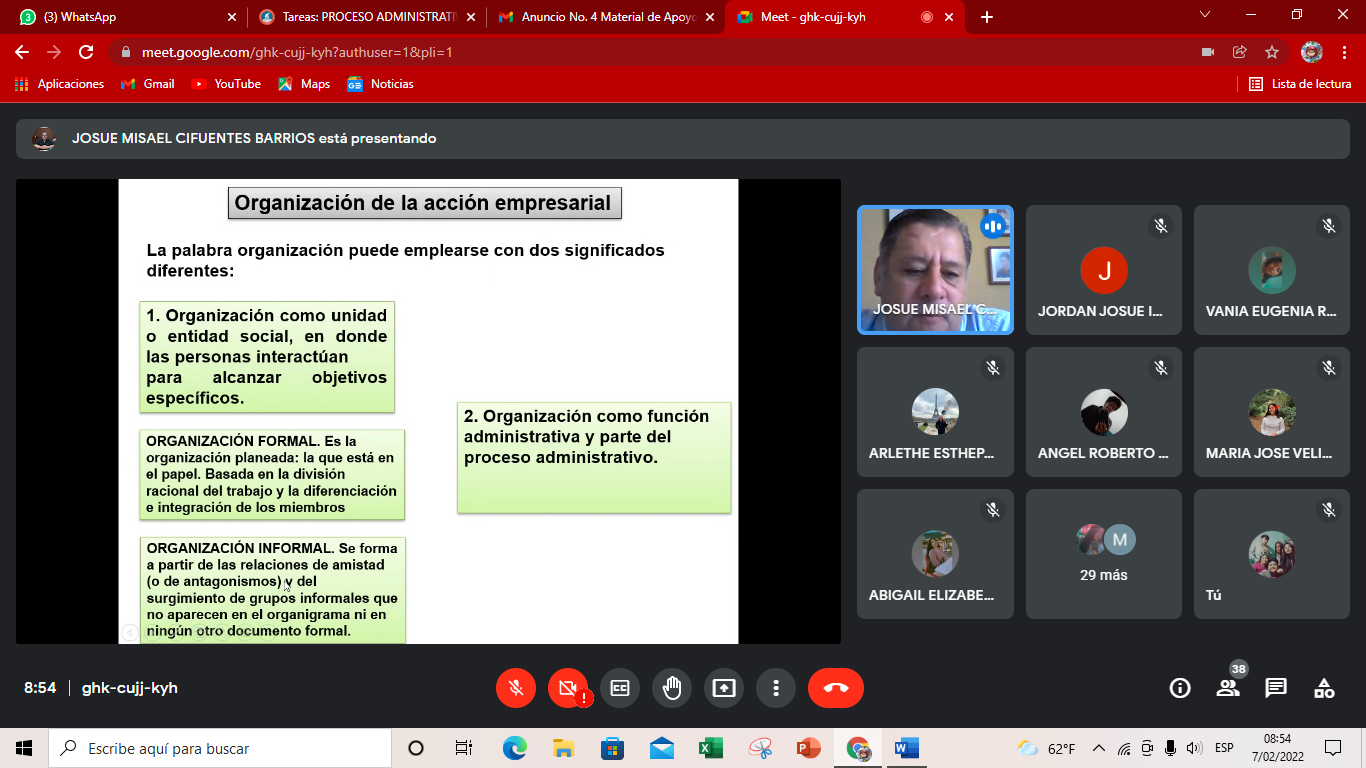 (3) WhatsApp
Tareas: PROCESO ADMINISTRATIV
Anuncio No. 4 Material de Apoyo
Meet - ghk-cujj-kyh
meet.google.com/ghk-cujj-kyh?authuser=1&pli=1
Aplicaciones
Gmail
YouTube
Maps
Noticias
Lista de lectura
JOSUE MISAEL CIFUENTES BARRIOS está presentando
Organización de la acción empresarial
La palabra organización puede emplearse con dos significados
diferentes:
1. Organización como unidad
o entidad social, en donde
las personas interactúan
para alcanzar objetivos
específicos.
ORGANIZACIÓN FORMAL. Es la
organización planeada: la que está en
el papel. Basada en la división
racional del trabajo y la diferenciación
e integración de los miembros
ORGANIZACIÓN INFORMAL. Se forma
a partir de las relaciones de amistad
(o de antagonismos) y del
surgimiento de grupos informales que
no aparecen en el organigrama ni en
ningún otro documento formal.
2. Organización como función
administrativa y parte del
proceso administrativo.
JOSUE MISAEL C...
J
JORDAN JOSUE I...
VANIA EUGENIA R...
ARLETHE ESTHEP...
ANGEL ROBERTO ...
MARIA JOSE VELI...
ABIGAIL ELIZABE...
M
29 más
Tú
8:54 | ghk-cujj-kyh
38
Escribe aquí para buscar
62°F
ESP
08:54
7/02/2022